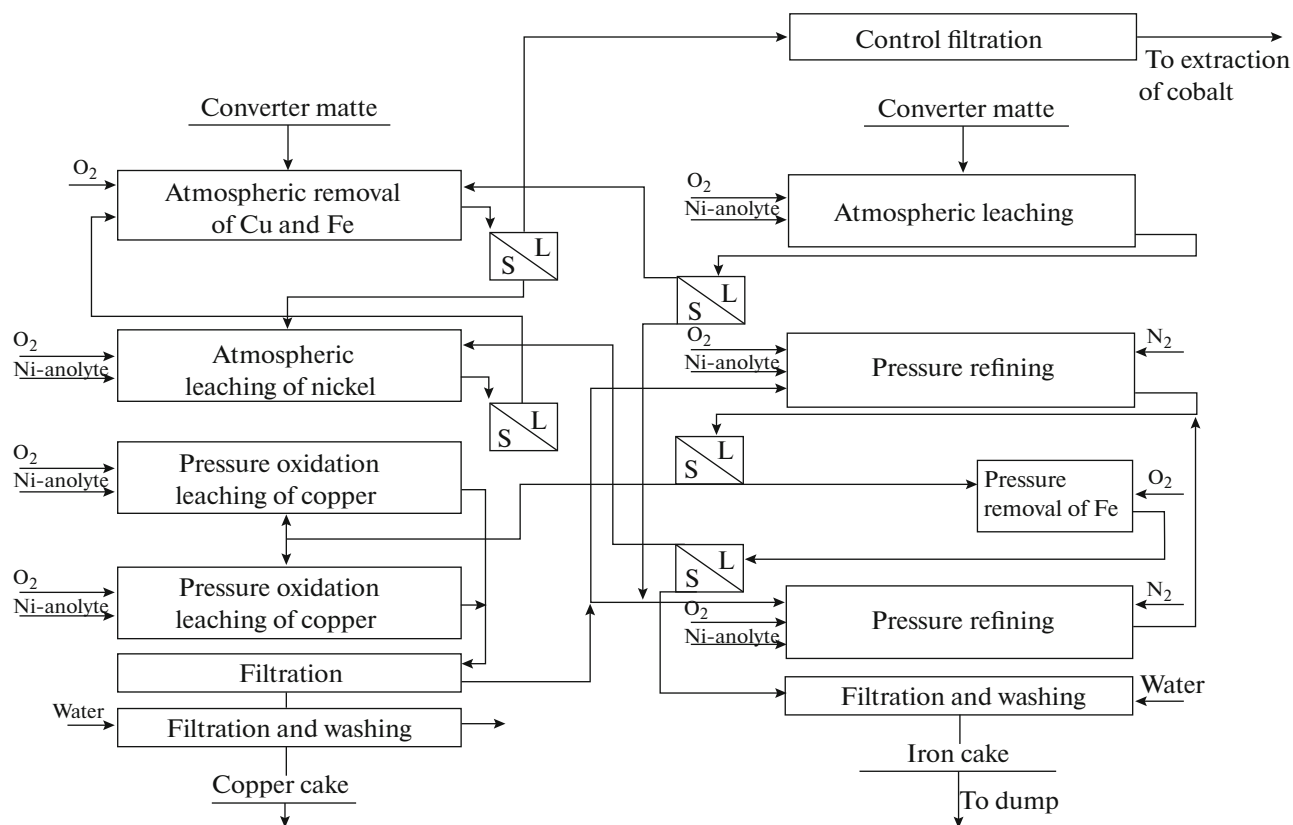 Control filtration
To extraction
of cobalt
Converter matte
O2
Atmospheric removal
of Cu and Fe
S L
Converter matte
O2
Ni-anolyte
Atmospheric leaching
S L
O2
Ni-anolyte
Atmospheric
leaching of nickel
S L
O2
Ni-anolyte
Pressure refining
N2
S L
O2
Ni-anolyte
Pressure oxidation
leaching of copper
Pressure
removal of Fe
O2
S L
O2
Ni-anolyte
Pressure oxidation
leaching of copper
O2
Ni-anolyte
Pressure refining
N2
Filtration
Water
Filtration and washing
Copper cake
Filtration and washing
Water
Iron cake
To dump